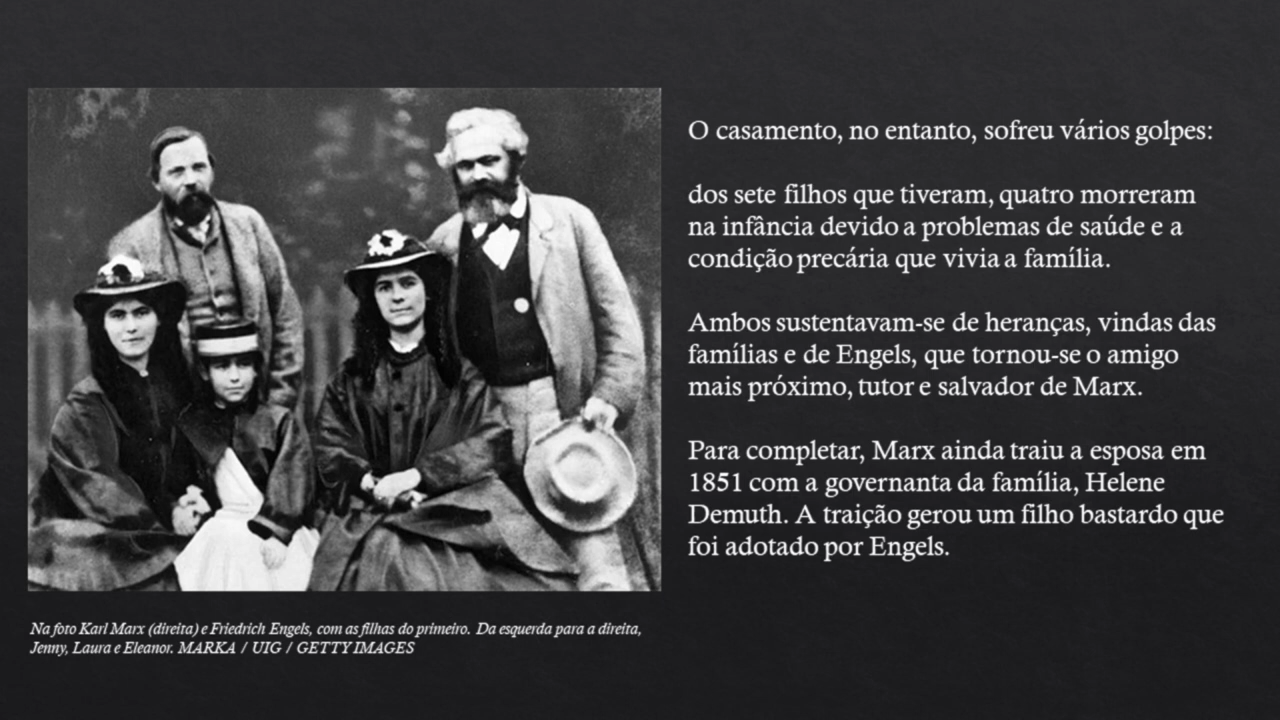 O casamento, no entanto, sofreu vários golpes:
dos sete filhos que tiveram, quatro morreram
na infância devido a problemas de saúde e a
condição precária que vivia a família.
Ambos sustentavam-se de heranças, vindas das
famílias e de Engels, que tornou-se o amigo
mais próximo, tutor e salvador de Marx.
Para completar, Marx ainda traiu a esposa em
1851 com a governanta da família, Helene
Demuth. A traição gerou um filho bastardo que
foi adotado por Engels.
Na foto Karl Marx (direita) e Friedrich Engels, com as filhas do primeiro. Da esquerda para a direita,
Jenny, Laura e Eleanor. MARKA / UIG / GETTY IMAGES